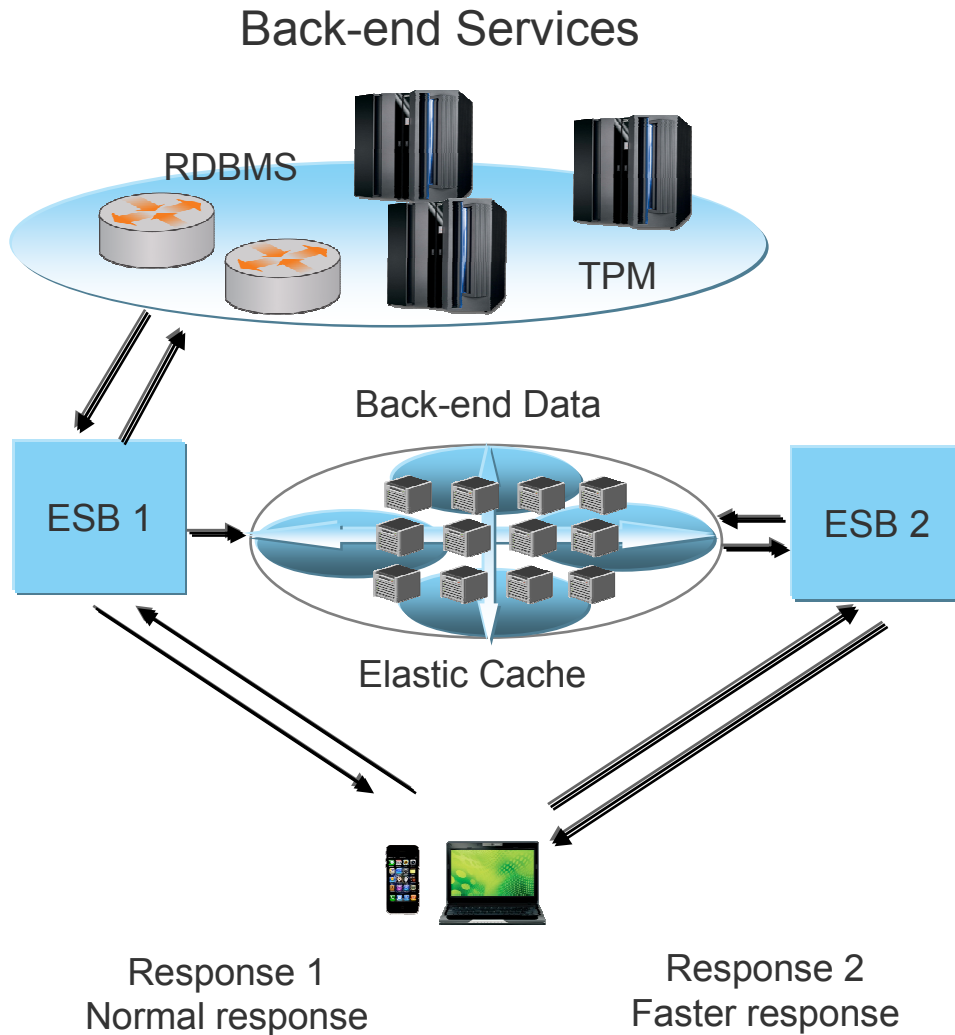 Back-end Services
RDBMS
TPM
Back-end Data
ESB 1
ESB 2
Elastic Cache
Response 1
Normal response
Response 2
Faster response